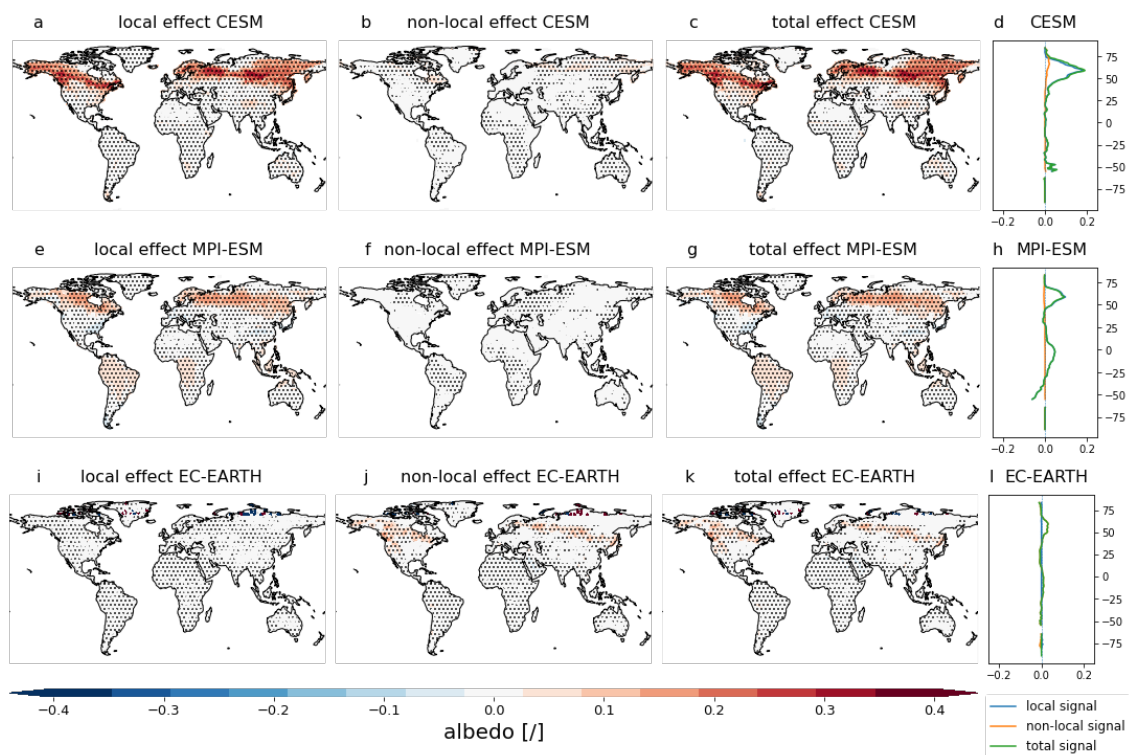 a local effect CESM b non-local effect CESM c total effect CESM d CESM
75
50
25
0
−25
−50
−75
−0.2 0.0 0.2
e local effect MPI-ESM f non-local effect MPI-ESM g total effect MPI-ESM h MPI-ESM
75
50
25
0
−25
−50
−75
−0.2 0.0 0.2
i local effect EC-EARTH j non-local effect EC-EARTH k total effect EC-EARTH l EC-EARTH
75
50
25
0
−25
−50
−75
−0.2 0.0 0.2
−0.4 −0.3 −0.2 −0.1 0.0 0.1 0.2 0.3 0.4
albedo [/]
local signal
non-local signal
total signal